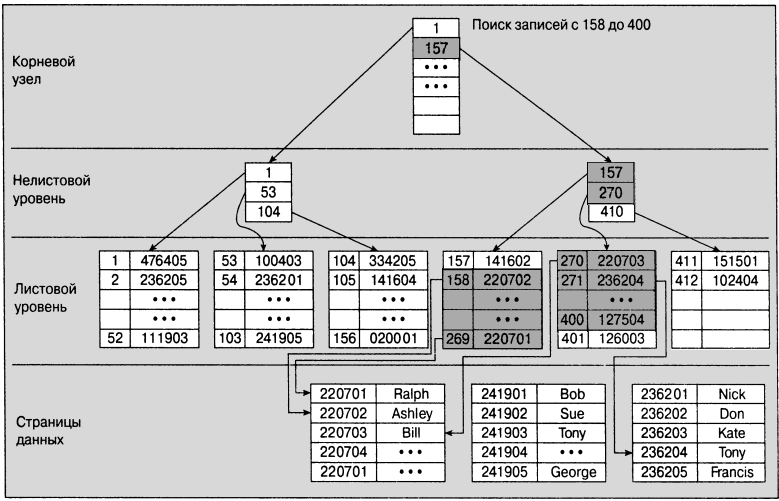 Поиск записей с 158 до 400
Корневой
узел
1
157
•••
•••
Нелистовой
уровень
1
53
104
157
270
410
Листовой
уровень
1 476405
2 236205
•••
•••
52 111903
53 100403
54 236201
•••
•••
103 241905
104 334205
105 141604
•••
•••
156 020001
157 141602
158 220702
•••
•••
269 220701
270 220703
271 236204
•••
400 127504
401 126003
411 151501
412 102404
Страницы
данных
220701 Ralph
220702 Ashley
220703 Bill
220704 •••
220701 •••
241901 Bob
241902 Sue
241903 Tony
241904 •••
241905 George
236201 Nick
236202 Don
236203 Kate
236204 Tony
236205 Francis